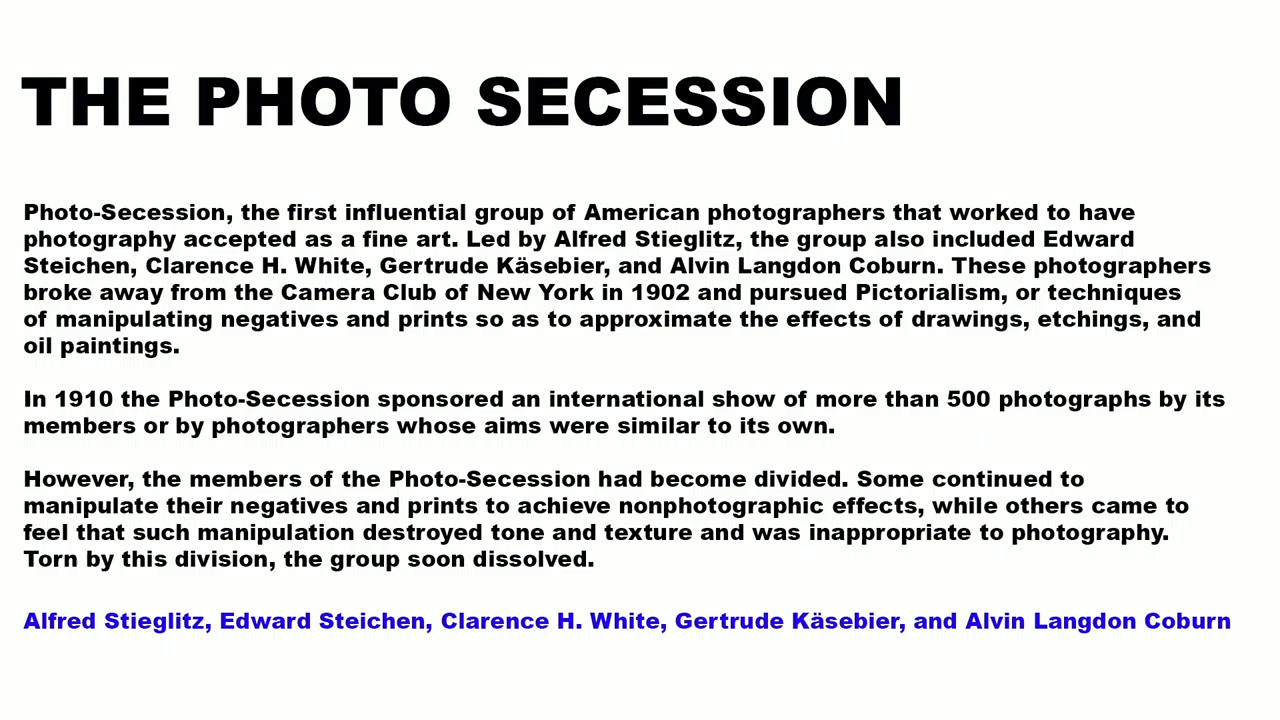 THE PHOTO SECESSION
Photo-Secession, the first influential group of American photographers that worked to have
photography accepted as a fine art. Led by Alfred Stieglitz, the group also included Edward
Steichen, Clarence H. White, Gertrude Käsebier, and Alvin Langdon Coburn. These photographers
broke away from the Camera Club of New York in 1902 and pursued Pictorialism, or techniques
of manipulating negatives and prints so as to approximate the effects of drawings, etchings, and
oil paintings.
In 1910 the Photo-Secession sponsored an international show of more than 500 photographs by its
members or by photographers whose aims were similar to its own.
However, the members of the Photo-Secession had become divided. Some continued to
manipulate their negatives and prints to achieve nonphotographic effects, while others came to
feel that such manipulation destroyed tone and texture and was inappropriate to photography.
Torn by this division, the group soon dissolved.
Alfred Stieglitz, Edward Steichen, Clarence H. White, Gertrude Käsebier, and Alvin Langdon Coburn